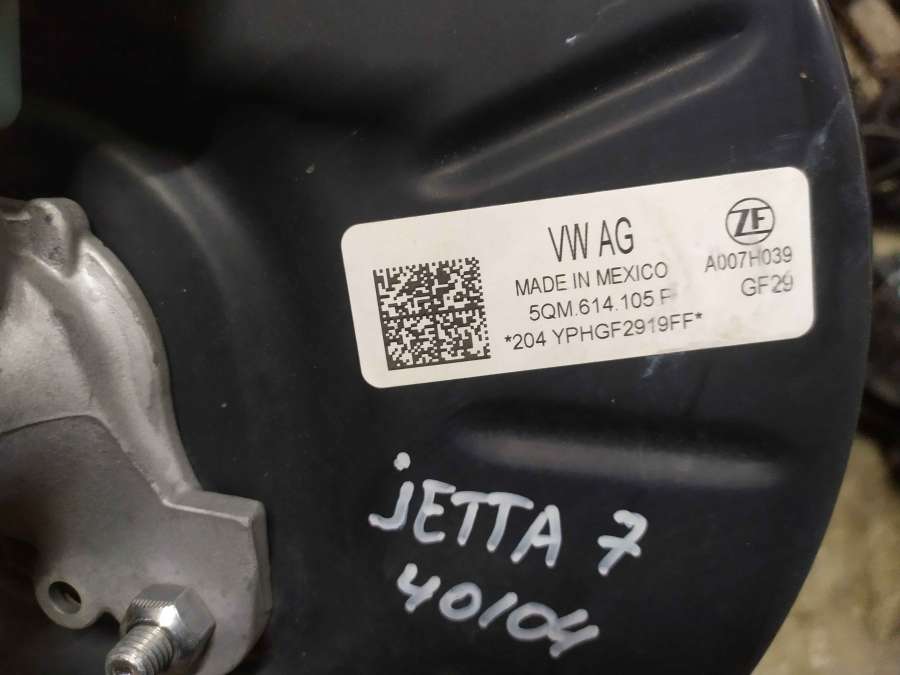 VW AG
MADE IN MEXICO
5QM.614.105 F
*204 YPHGF2919FF*
ZF
A007H039
GF29
JETTA 7
40104